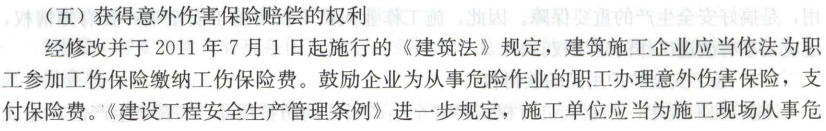 （五）获得意外伤害保险赔偿的权利
经修改并于 2011 年 7 月 1 日起施行的《建筑法》规定，建筑施工企业应当依法为职
工参加工伤保险缴纳工伤保险费。鼓励企业为从事危险作业的职工办理意外伤害保险，支
付保险费。《建设工程安全生产管理条例》进一步规定，施工单位应当为施工现场从事危